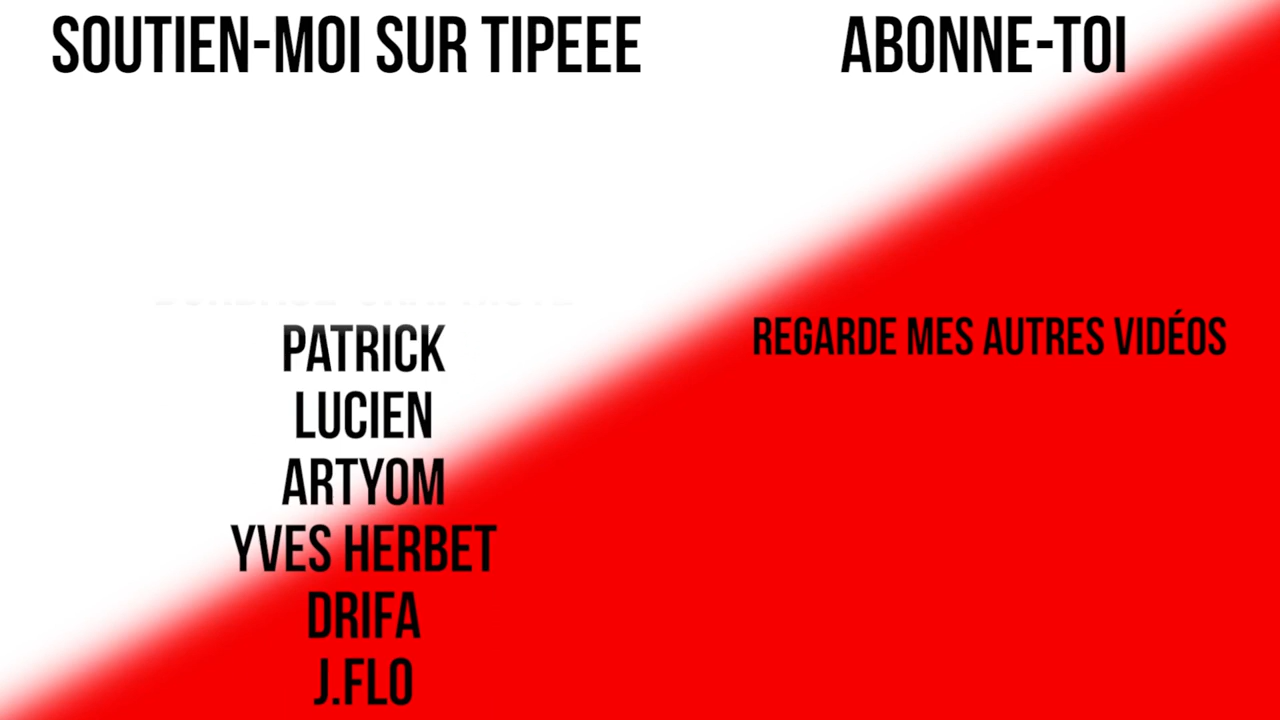 SOUTIEN-MOI SUR TIPEEE
ABONNE-TOI
REGARDE MES AUTRES VIDÉOS
PATRICK
LUCIEN
ARTYOM
YVES HERBET
DRIFA
J.FLO